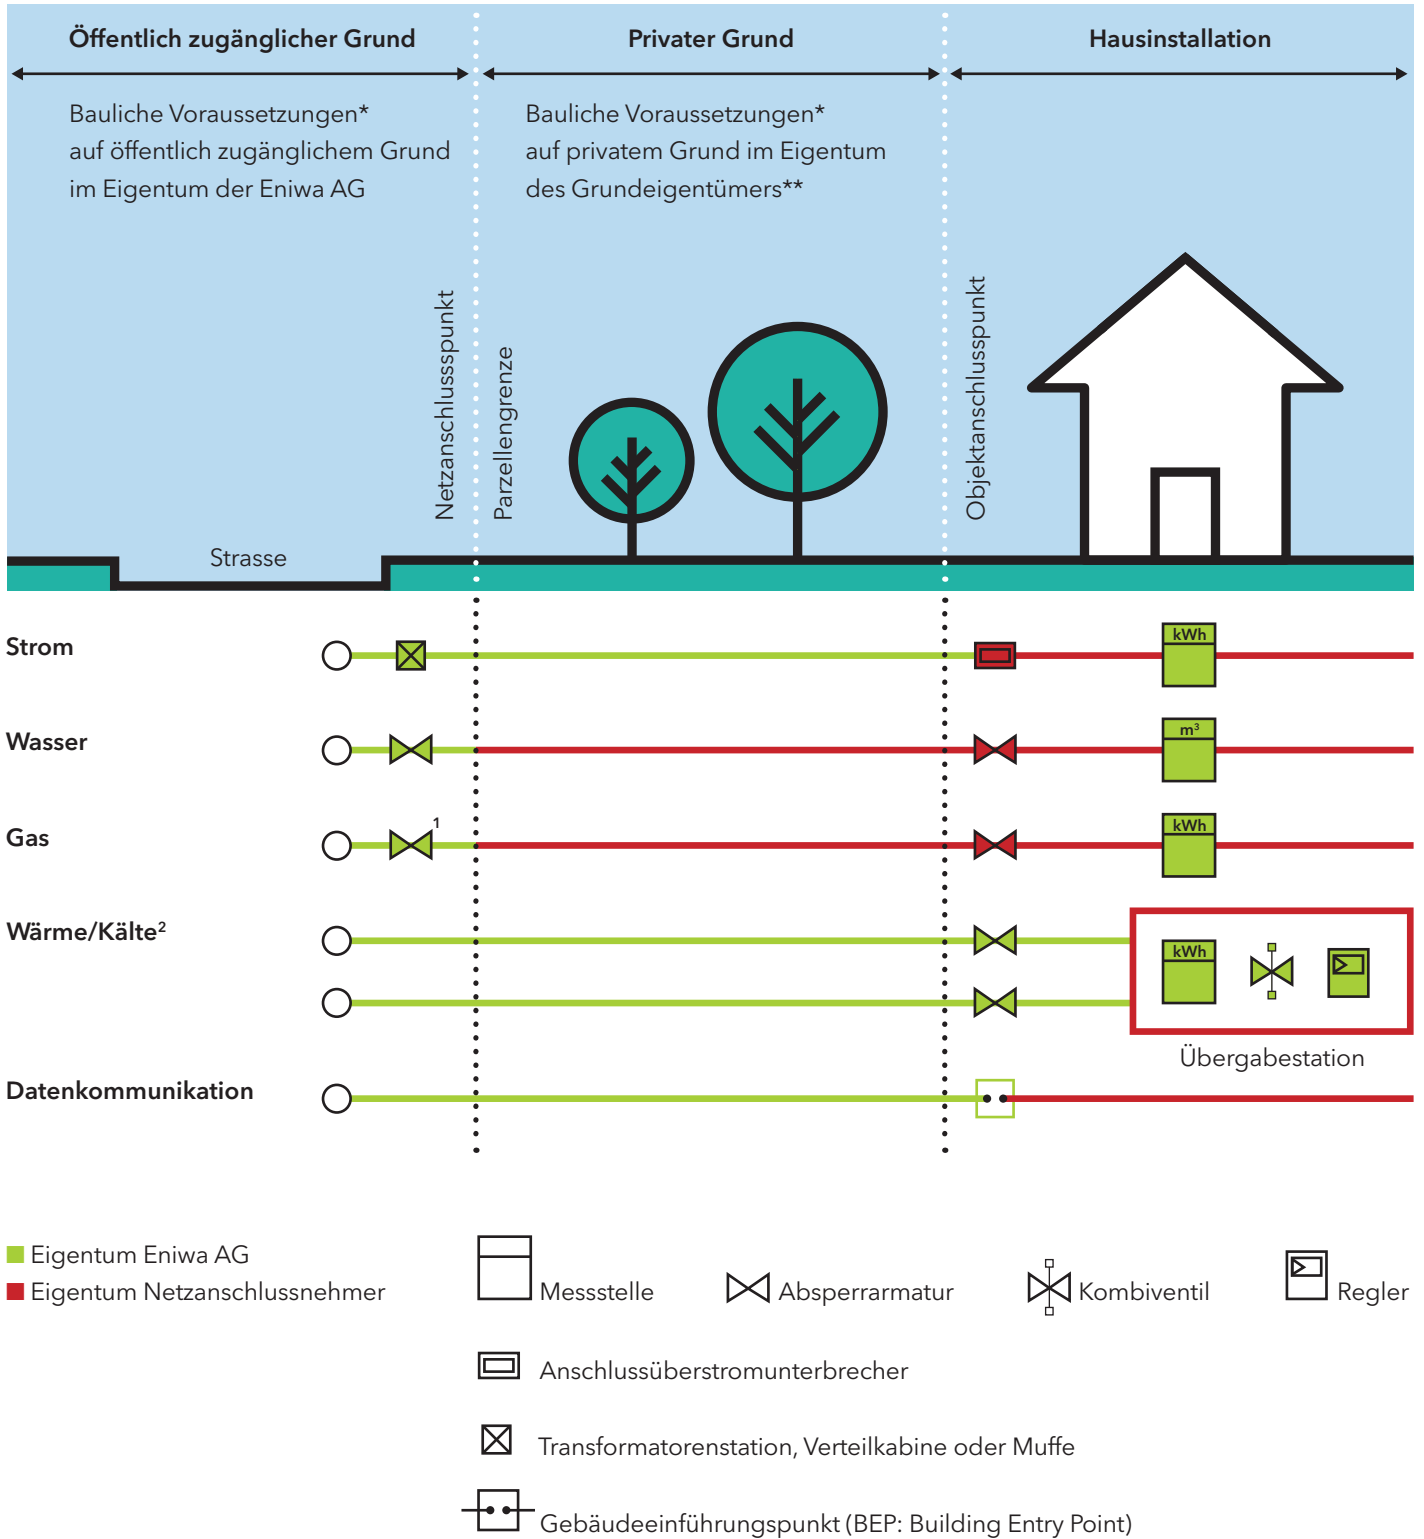 Öffentlich zugänglicher Grund
Privater Grund
Hausinstallation
Bauliche Voraussetzungen*
auf öffentlich zugänglichem Grund
im Eigentum der Eniwa AG
Bauliche Voraussetzungen*
auf privatem Grund im Eigentum
des Grundeigentümers**
Netzanschlussspunkt
Parzellengrenze
Objektanschlusspunkt
Strasse
Strom
kWh
Wasser
m³
Gas
1
kWh
Wärme/Kälte²
kWh
Übergabestation
Datenkommunikation
Eigentum Eniwa AG
Eigentum Netzanschlussnehmer
Messstelle
Absperrarmatur
Kombiventil
Regler
Anschlussüberstromunterbrecher
Transformatorenstation, Verteilkabine oder Muffe
Gebäudeeinführungspunkt (BEP: Building Entry Point)